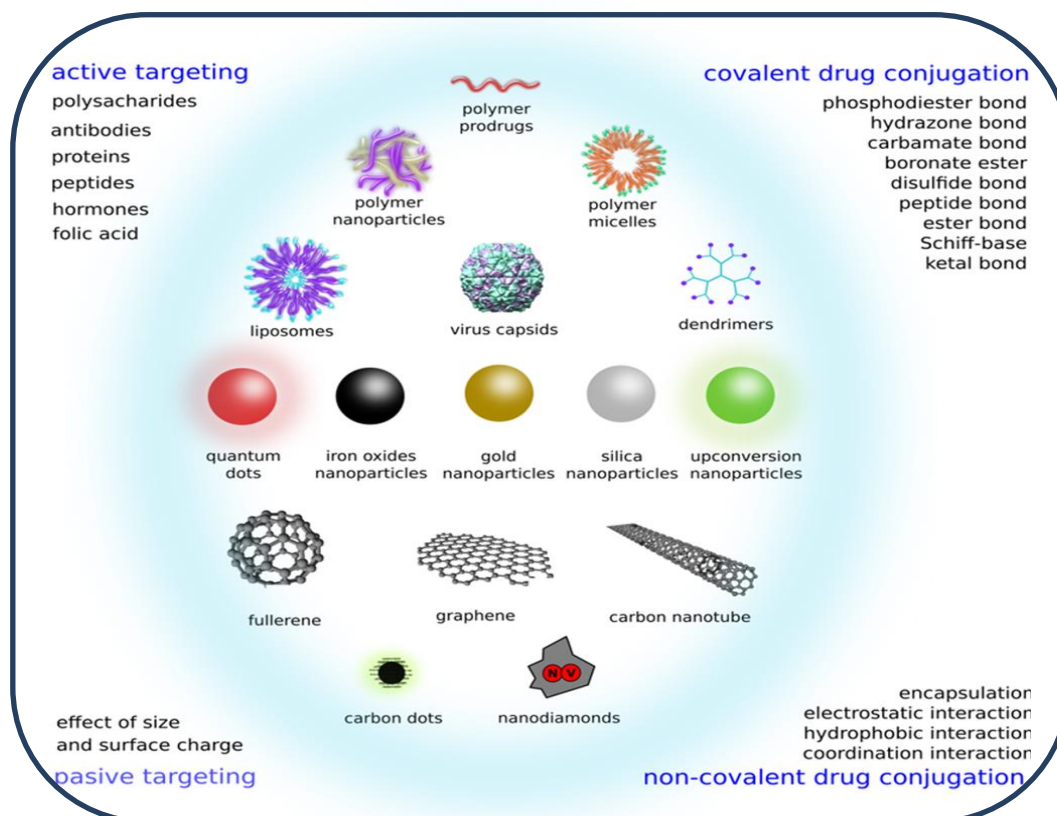 active targeting
polysacharides
antibodies
proteins
peptides
hormones
folic acid
covalent drug conjugation
phosphodiester bond
hydrazone bond
carbamate bond
boronate ester
disulfide bond
peptide bond
ester bond
Schiff-base
ketal bond
polymer
prodrugs
polymer
nanoparticles
polymer
micelles
liposomes
virus capsids
dendrimers
quantum
dots
iron oxides
nanoparticles
gold
nanoparticles
silica
nanoparticles
upconversion
nanoparticles
fullerene
graphene
carbon nanotube
carbon dots
N V
nanodiamonds
effect of size
and surface charge
pasive targeting
encapsulation
electrostatic interaction
hydrophobic interaction
coordination interaction
non-covalent drug conjugation